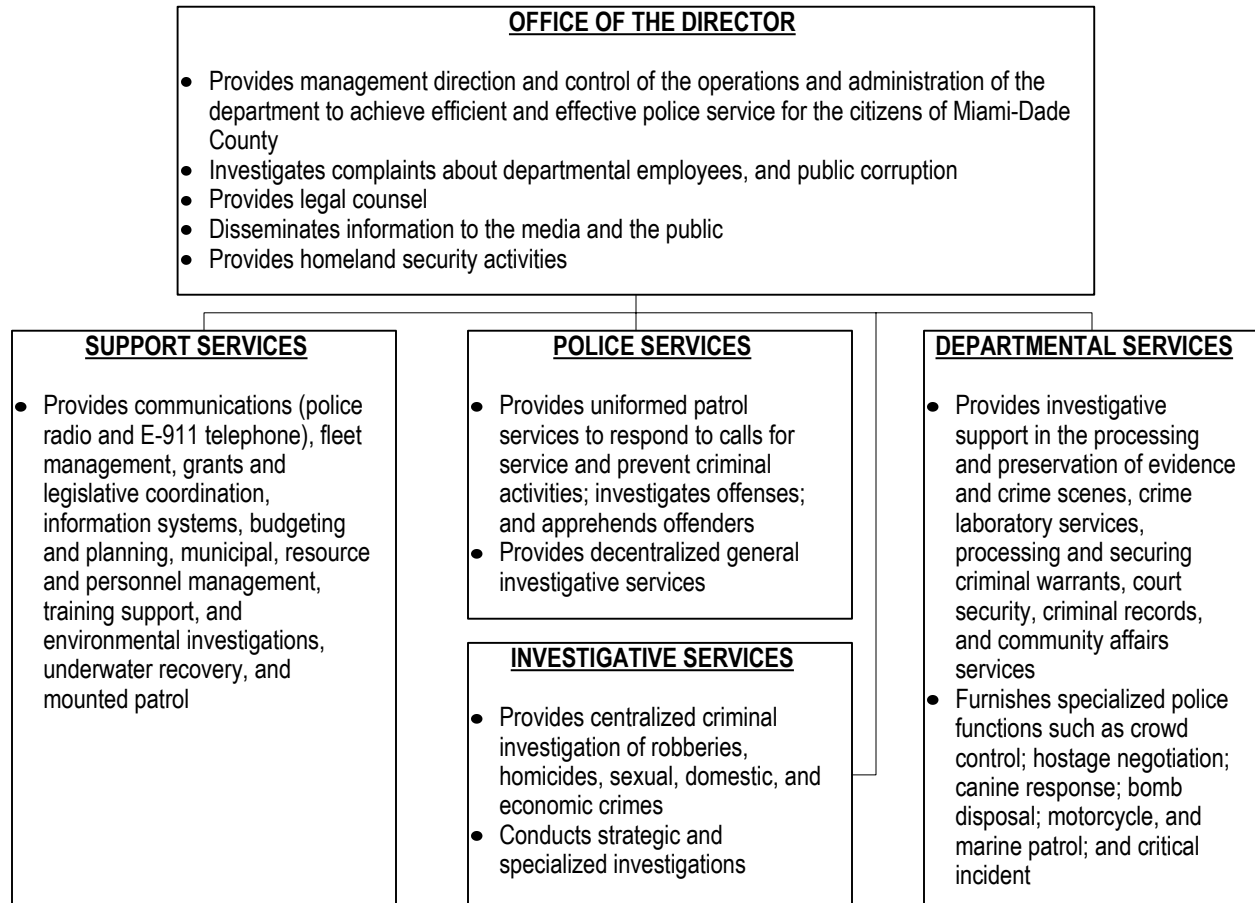 OFFICE OF THE DIRECTOR
• Provides management direction and control of the operations and administration of the
department to achieve efficient and effective police service for the citizens of Miami-Dade
County
• Investigates complaints about departmental employees, and public corruption
• Provides legal counsel
• Disseminates information to the media and the public
• Provides homeland security activities
SUPPORT SERVICES
• Provides communications (police
radio and E-911 telephone), fleet
management, grants and
legislative coordination,
information systems, budgeting
and planning, municipal, resource
and personnel management,
training support, and
environmental investigations,
underwater recovery, and
mounted patrol
POLICE SERVICES
• Provides uniformed patrol
services to respond to calls for
service and prevent criminal
activities; investigates offenses;
and apprehends offenders
• Provides decentralized general
investigative services
INVESTIGATIVE SERVICES
• Provides centralized criminal
investigation of robberies,
homicides, sexual, domestic, and
economic crimes
• Conducts strategic and
specialized investigations
DEPARTMENTAL SERVICES
• Provides investigative
support in the processing
and preservation of evidence
and crime scenes, crime
laboratory services,
processing and securing
criminal warrants, court
security, criminal records,
and community affairs
services
• Furnishes specialized police
functions such as crowd
control; hostage negotiation;
canine response; bomb
disposal; motorcycle, and
marine patrol; and critical
incident